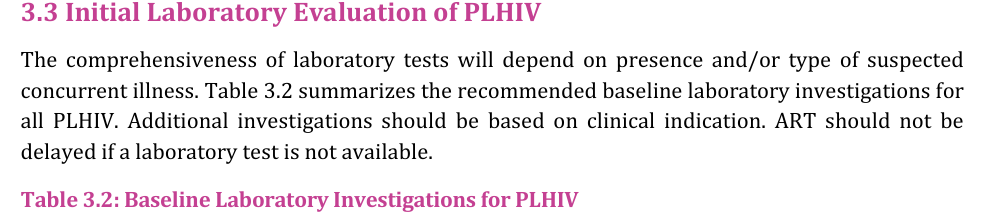 3.3 Initial Laboratory Evaluation of PLHIV
The comprehensiveness of laboratory tests will depend on presence and/or type of suspected
concurrent illness. Table 3.2 summarizes the recommended baseline laboratory investigations for
all PLHIV. Additional investigations should be based on clinical indication. ART should not be
delayed if a laboratory test is not available.
Table 3.2: Baseline Laboratory Investigations for PLHIV